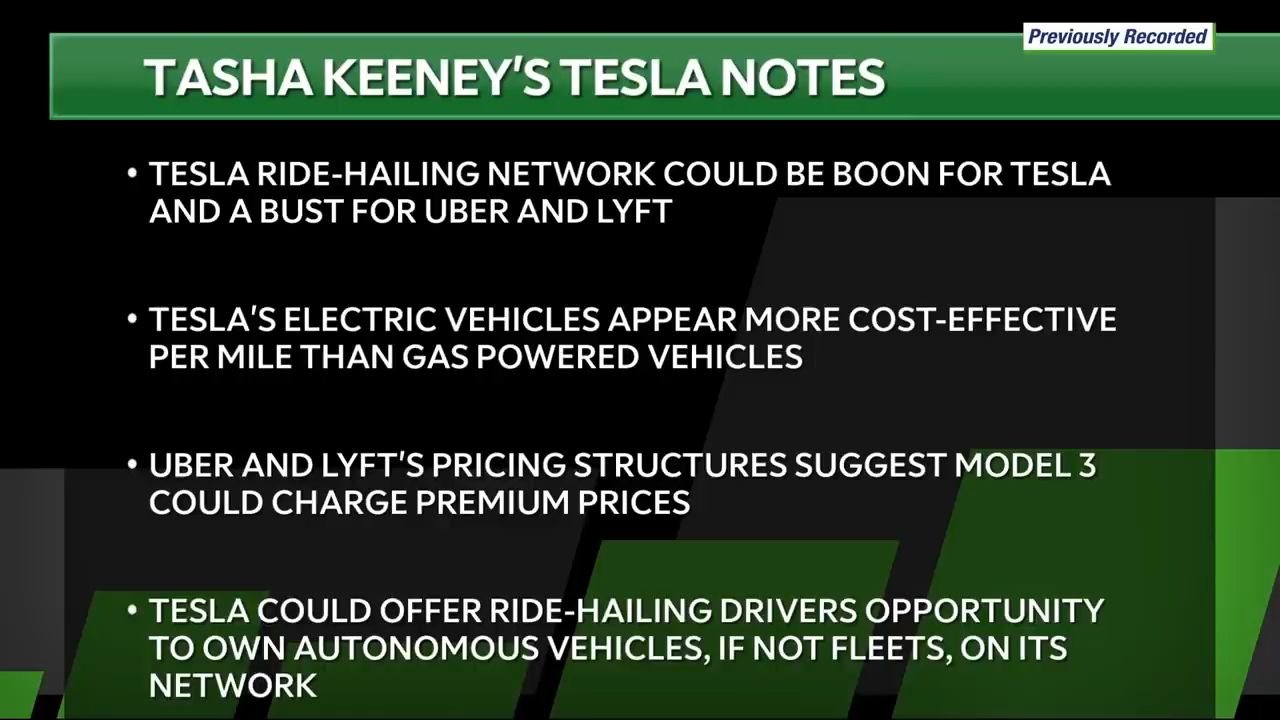 Previously Recorded
TASHA KEENEY'S TESLA NOTES
• TESLA RIDE-HAILING NETWORK COULD BE BOON FOR TESLA
AND A BUST FOR UBER AND LYFT
• TESLA'S ELECTRIC VEHICLES APPEAR MORE COST-EFFECTIVE
PER MILE THAN GAS POWERED VEHICLES
• UBER AND LYFT'S PRICING STRUCTURES SUGGEST MODEL 3
COULD CHARGE PREMIUM PRICES
• TESLA COULD OFFER RIDE-HAILING DRIVERS OPPORTUNITY
TO OWN AUTONOMOUS VEHICLES, IF NOT FLEETS, ON ITS
NETWORK